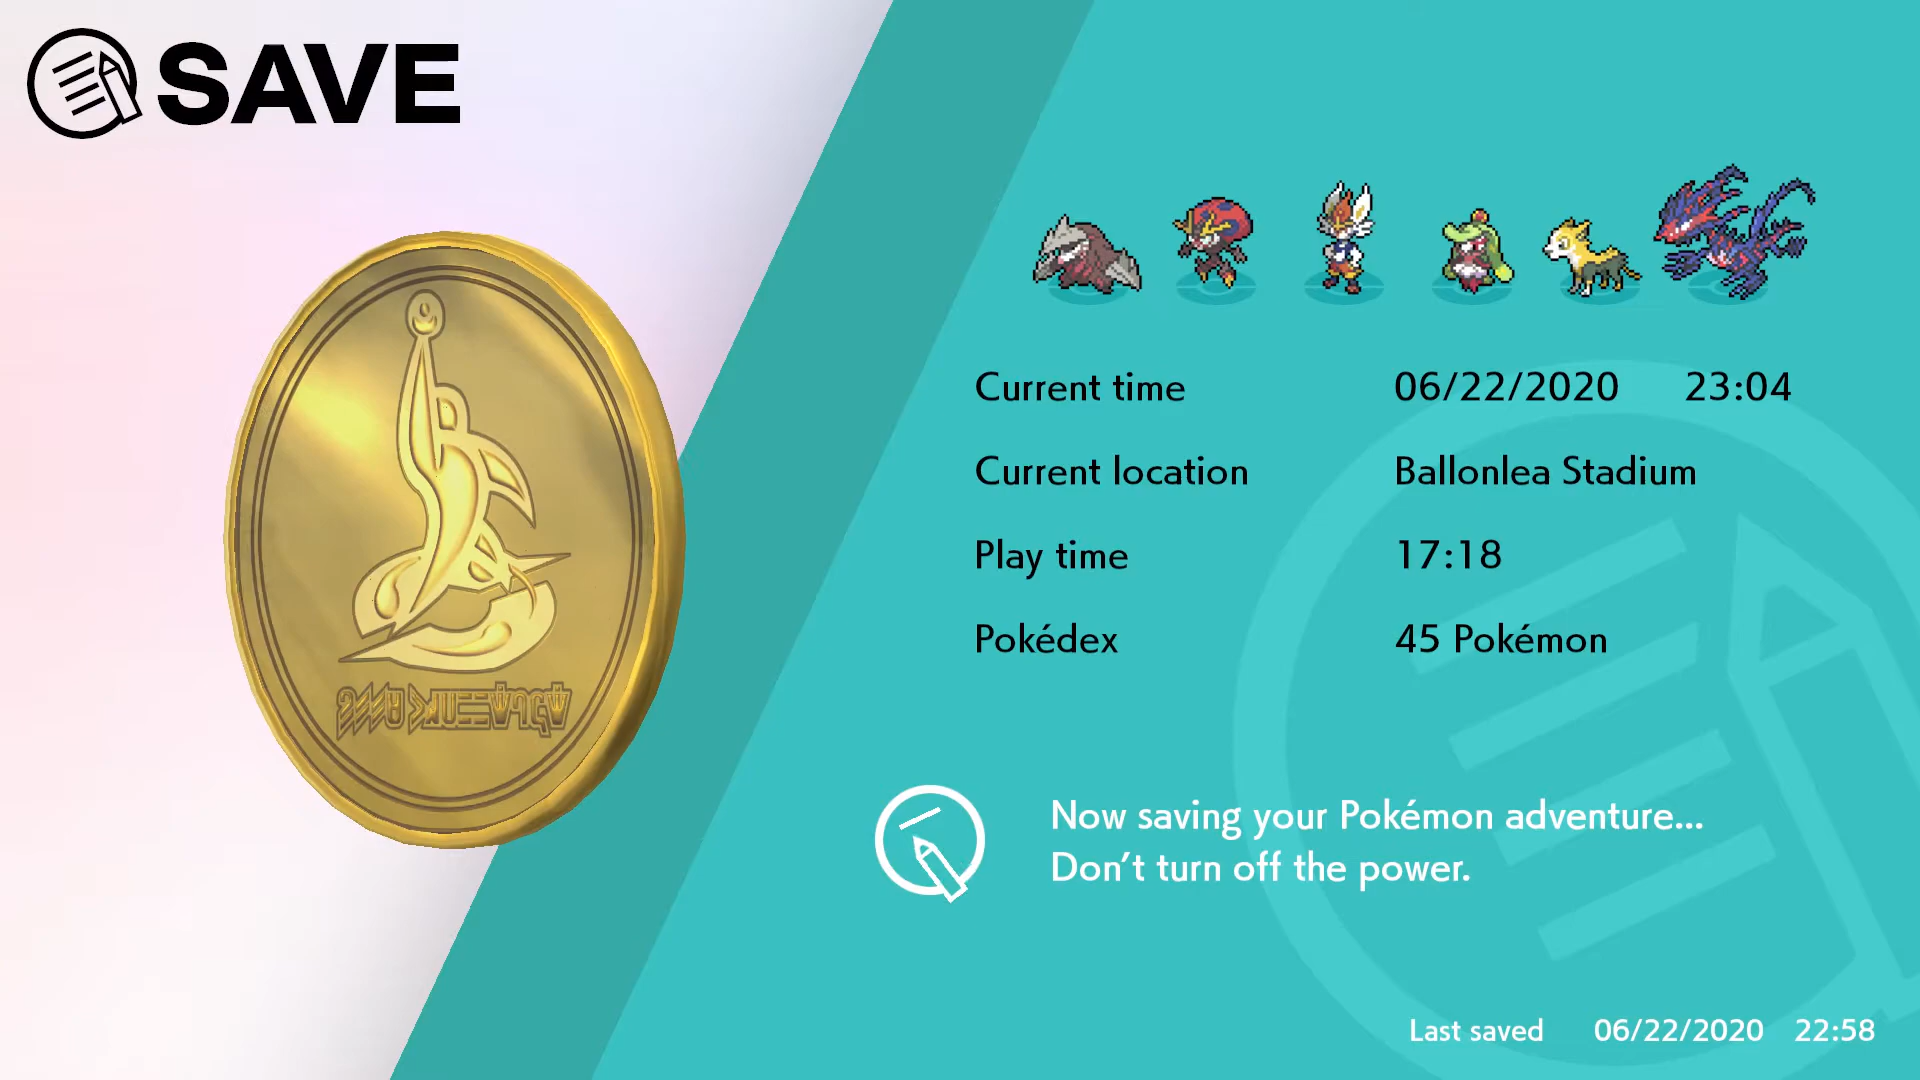 SAVE
Current time 06/22/2020 23:04
Current location Ballonlea Stadium
Play time 17:18
Pokédex 45 Pokémon
Now saving your Pokémon adventure...
Don't turn off the power.
Last saved 06/22/2020 22:58